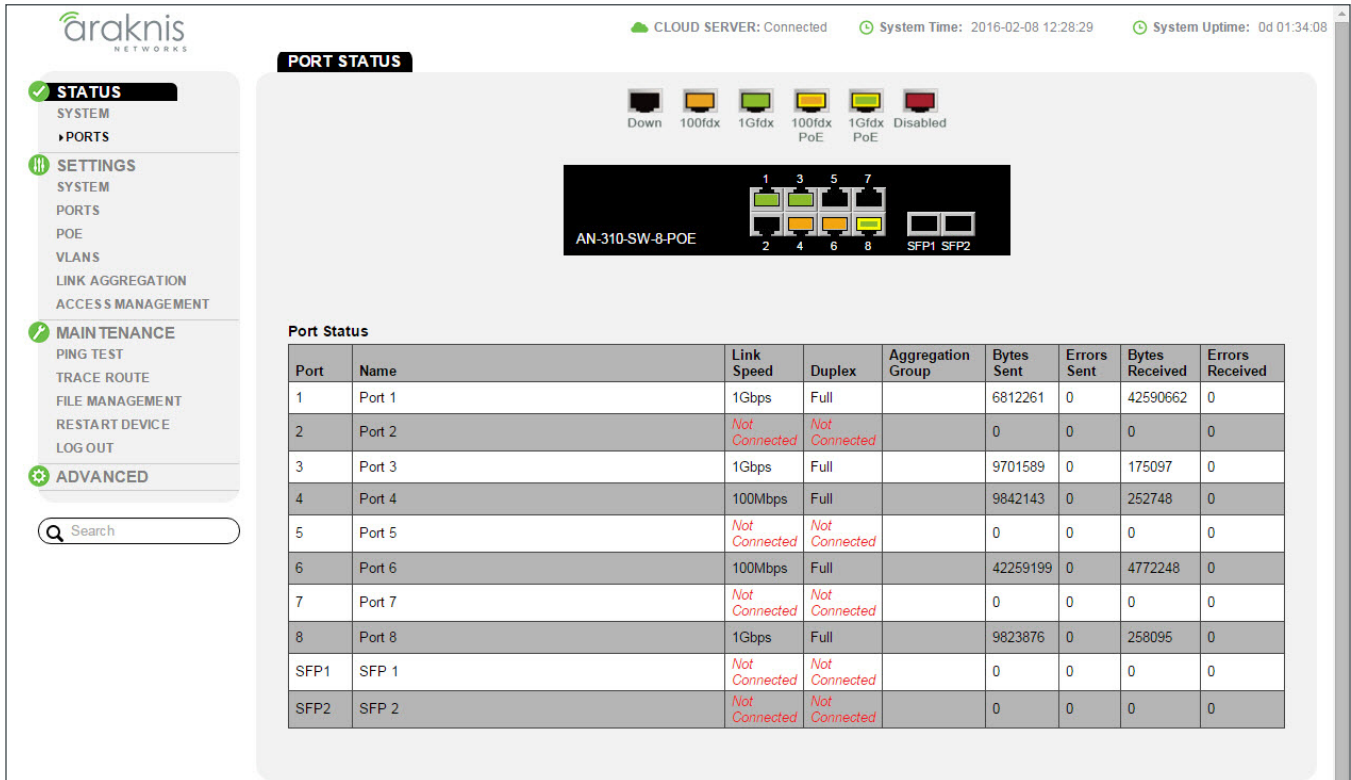 araknis
NETWORKS
CLOUD SERVER: Connected System Time: 2016-02-08 12:28:29 System Uptime: 0d 01:34:08
STATUS
SYSTEM
PORTS
SETTINGS
SYSTEM
PORTS
POE
VLANS
LINK AGGREGATION
ACCESS MANAGEMENT
MAINTENANCE
PING TEST
TRACE ROUTE
FILE MANAGEMENT
RESTART DEVICE
LOG OUT
ADVANCED
Search
PORT STATUS
Down 100fdx 1Gfdx 100fdx 1Gfdx Disabled
PoE PoE
1 3 5 7
AN-310-SW-8-POE
2 4 6 8 SFP1 SFP2
Port Status
Port Name Link Speed Duplex Aggregation Group Bytes Sent Errors Sent Bytes Received Errors Received
1 Port 1 1Gbps Full 6812261 0 42590662 0
2 Port 2 Not Connected Not Connected 0 0 0 0
3 Port 3 1Gbps Full 9701589 0 175097 0
4 Port 4 100Mbps Full 9842143 0 252748 0
5 Port 5 Not Connected Not Connected 0 0 0 0
6 Port 6 100Mbps Full 42259199 0 4772248 0
7 Port 7 Not Connected Not Connected 0 0 0 0
8 Port 8 1Gbps Full 9823876 0 258095 0
SFP1 SFP 1 Not Connected Not Connected 0 0 0 0
SFP2 SFP 2 Not Connected Not Connected 0 0 0 0